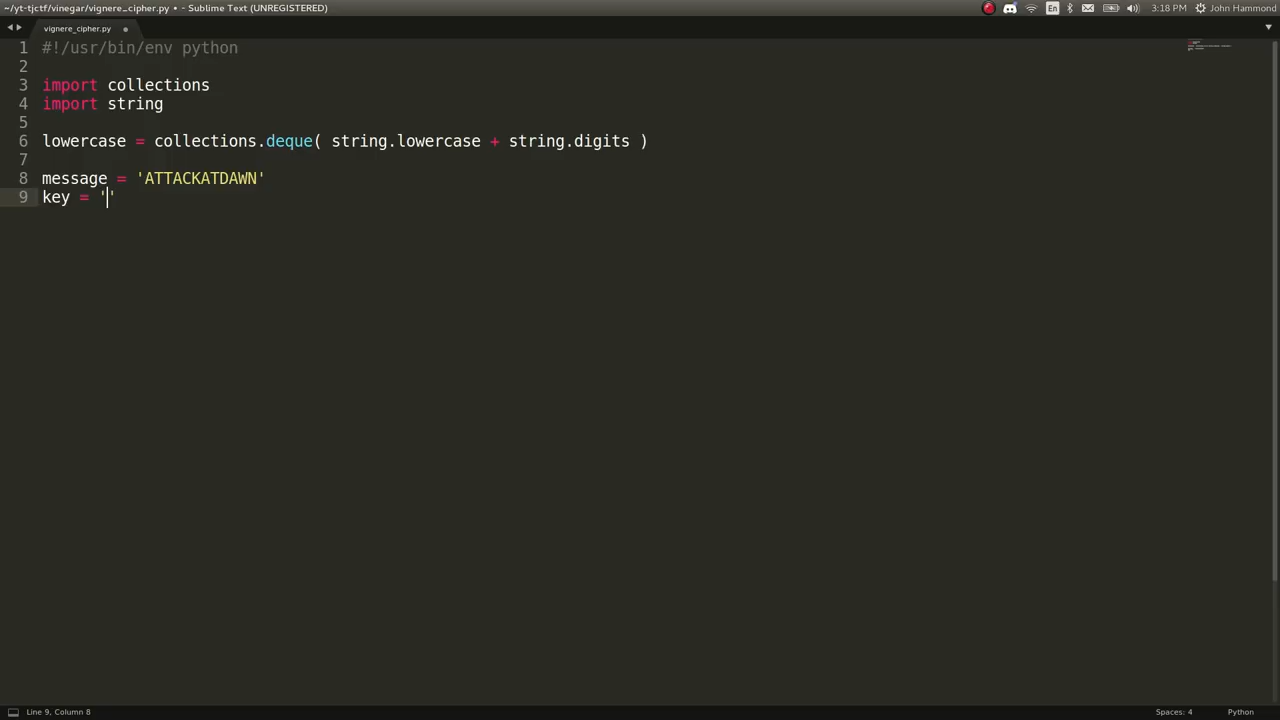 ~/yt-tjctf/vinegar/vignere_cipher.py • - Sublime Text (UNREGISTERED)
En
3:18 PM
John Hammond
vignere_cipher.py
1 #!/usr/bin/env python
2
3 import collections
4 import string
5
6 lowercase = collections.deque( string.lowercase + string.digits )
7
8 message = 'ATTACKATDAWN'
9 key = ''
Line 9, Column 8
Spaces: 4
Python